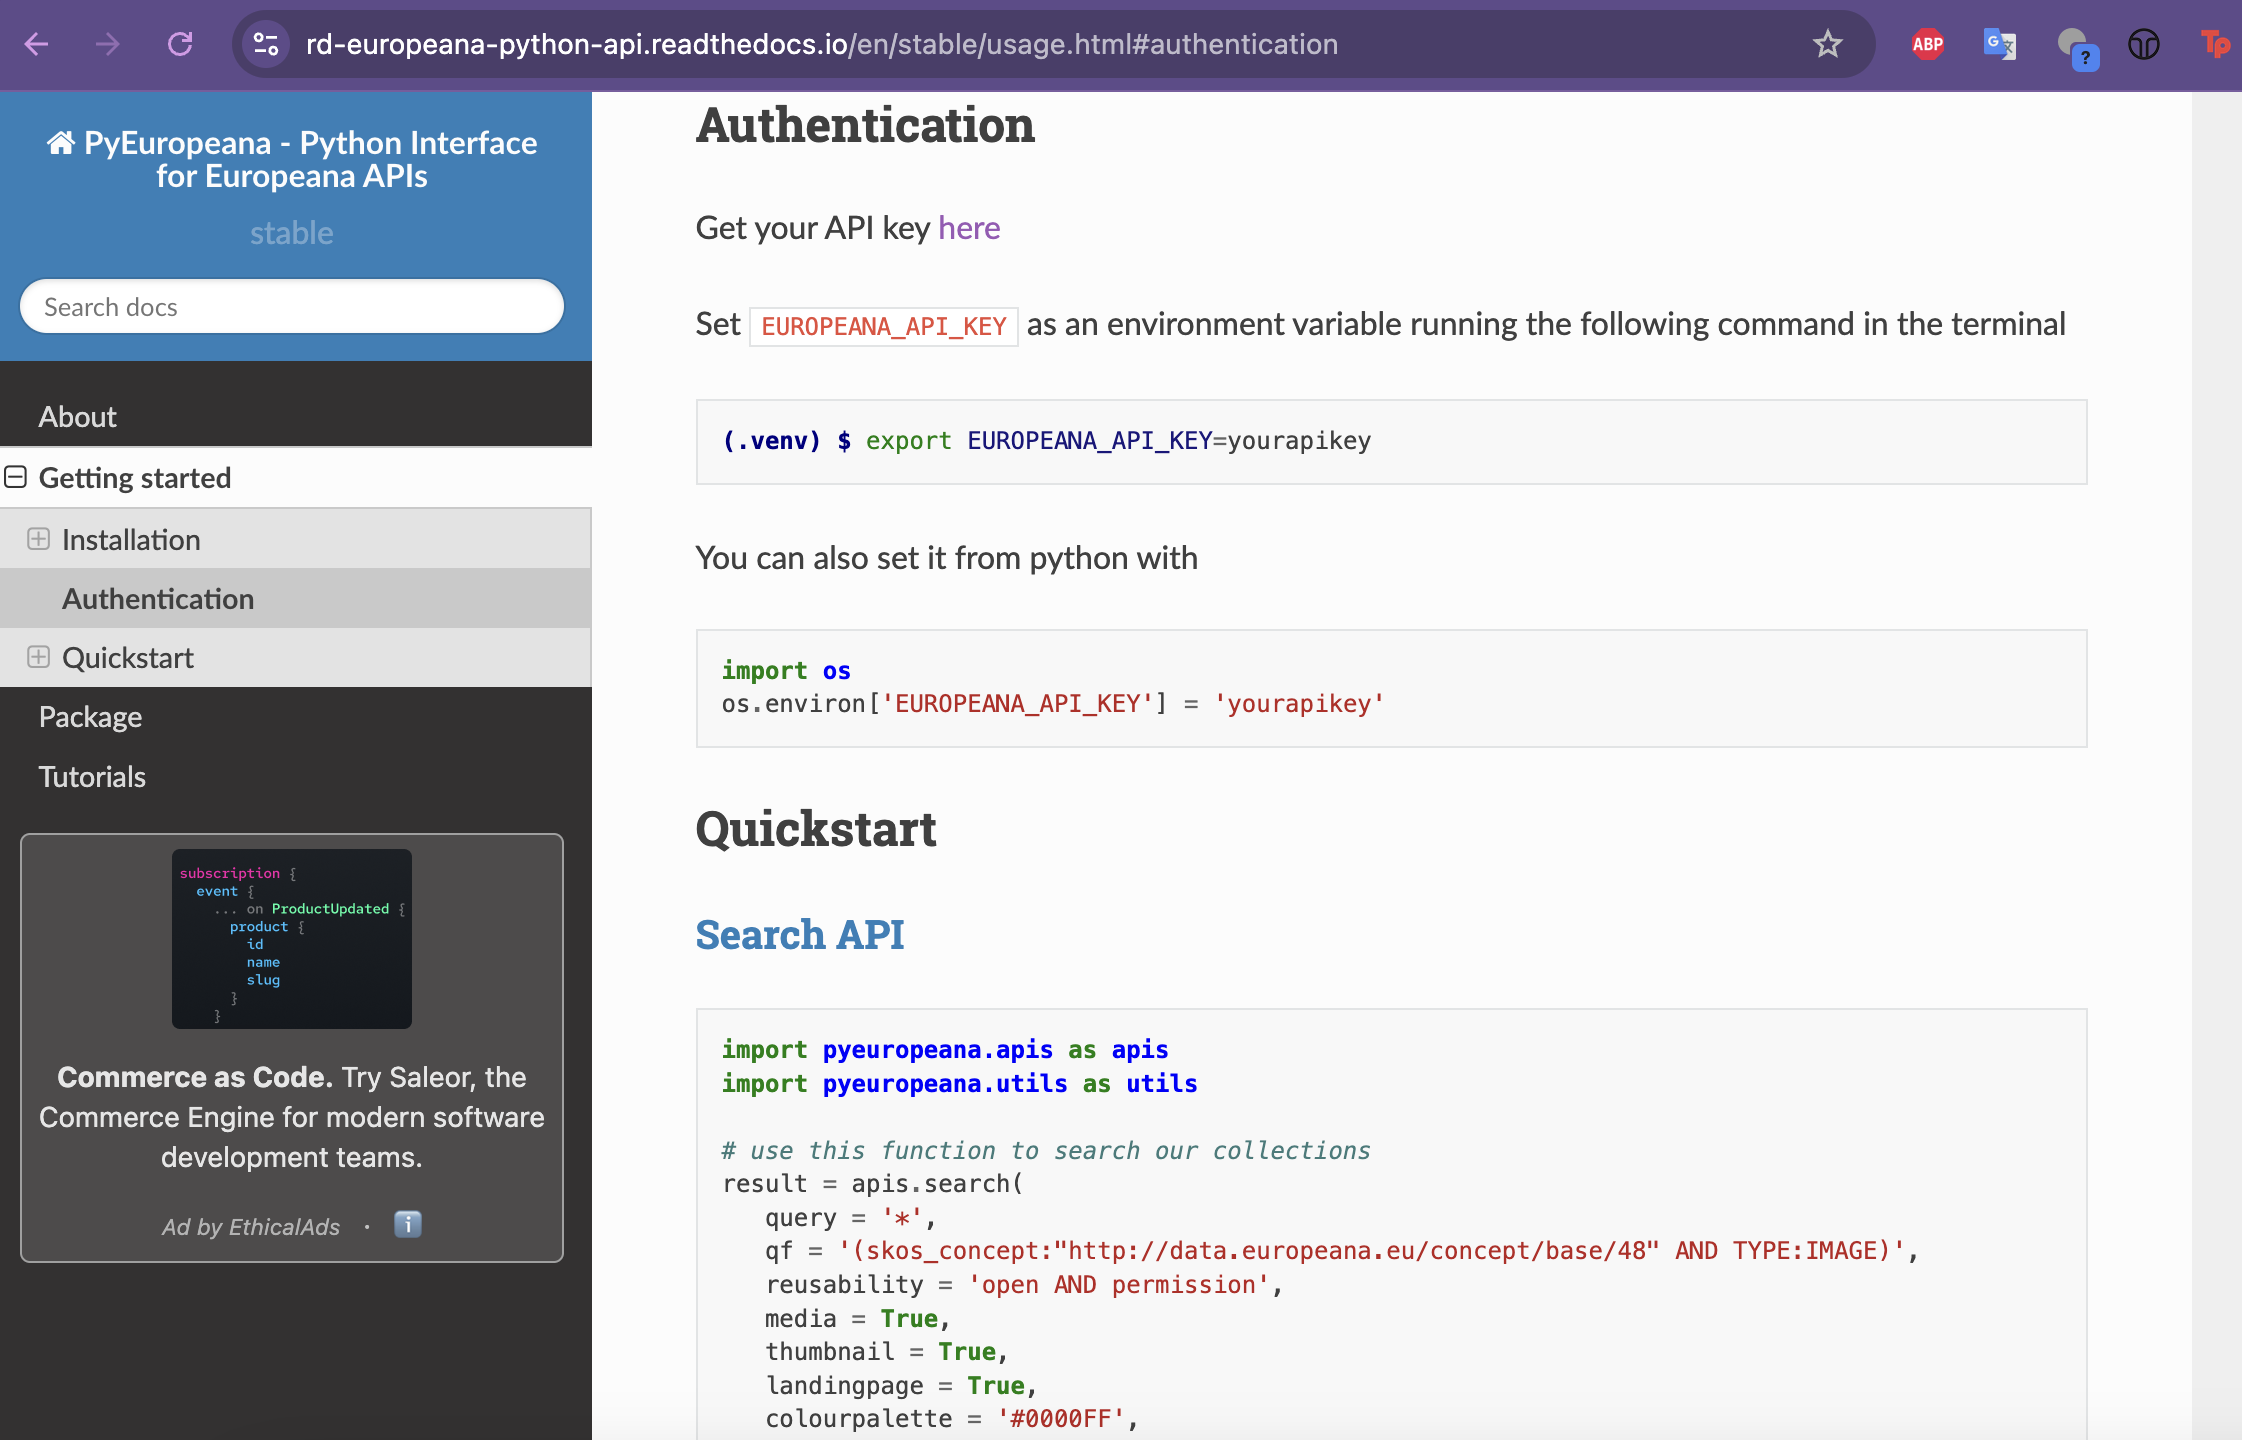 rd-europeana-python-api.readthedocs.io/en/stable/usage.html#authentication
ABP
G 文
?
Tp
PyEuropeana - Python Interface
for Europeana APIs
stable
Search docs
About
Getting started
Installation
Authentication
Quickstart
Package
Tutorials
subscription {
event {
... on ProductUpdated {
product {
id
name
slug
}
}
Commerce as Code. Try Saleor, the
Commerce Engine for modern software
development teams.
Ad by EthicalAds · i
Authentication
Get your API key here
Set EUROPEANA_API_KEY as an environment variable running the following command in the terminal
(.venv) $ export EUROPEANA_API_KEY=yourapikey
You can also set it from python with
import os
os.environ['EUROPEANA_API_KEY'] = 'yourapikey'
Quickstart
Search API
import pyeuropeana.apis as apis
import pyeuropeana.utils as utils
# use this function to search our collections
result = apis.search(
query = '*',
qf = '(skos_concept:"http://data.europeana.eu/concept/base/48" AND TYPE:IMAGE)',
reusability = 'open AND permission',
media = True,
thumbnail = True,
landingpage = True,
colourpalette = '#0000FF',